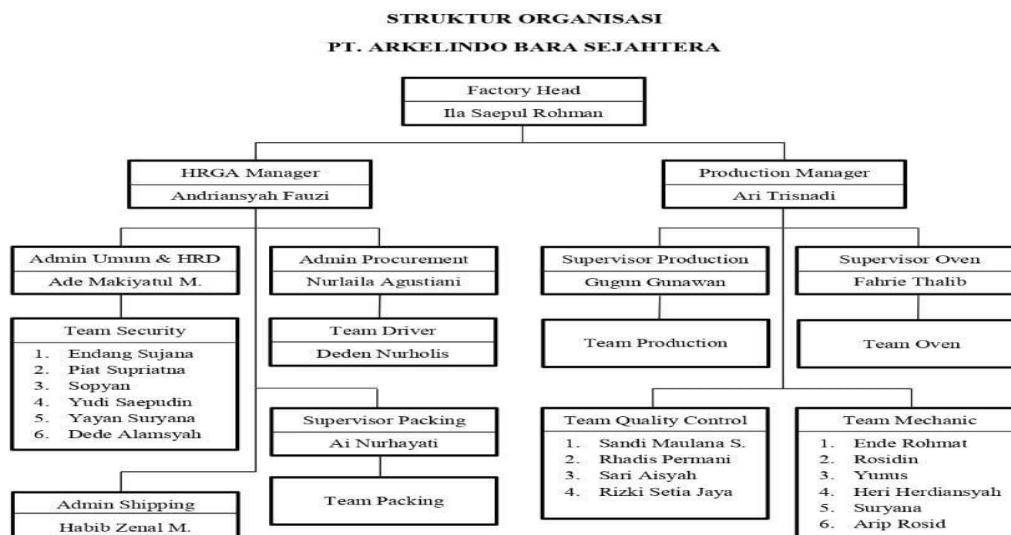 STRUKTUR ORGANISASI
PT. ARKELINDO BARA SEJAHTERA
Factory Head
Ila Saepul Rohman
HRGA Manager
Andriansyah Fauzi
Production Manager
Ari Trisnadi
Admin Umum & HRD
Ade Makiyatul M.
Admin Procurement
Nurlaila Agustiani
Supervisor Production
Gugun Gunawan
Supervisor Oven
Fahrie Thalib
Team Security
1. Endang Sujana
2. Piat Supriatna
3. Sopyan
4. Yudi Saepudin
5. Yayan Suryana
6. Dede Alamsyah
Team Driver
Deden Nurholis
Team Production
Team Oven
Supervisor Packing
Ai Nurhayati
Team Packing
Team Quality Control
1. Sandi Maulana S.
2. Rhadis Permani
3. Sari Aisyah
4. Rizki Setia Jaya
Team Mechanic
1. Ende Rohmat
2. Rosidin
3. Yunus
4. Heri Herdiansyah
5. Suryana
6. Arip Rosid
Admin Shipping
Habib Zenal M.